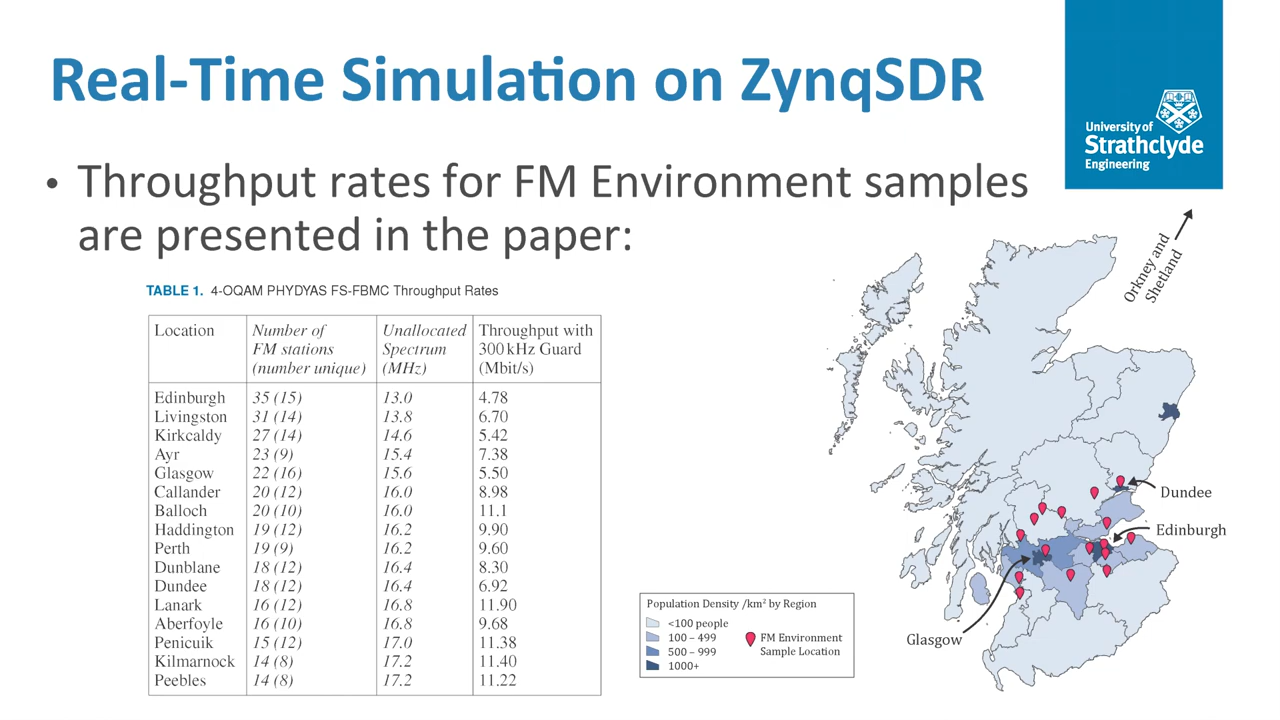 Real-Time Simulation on ZynqSDR
University of
Strathclyde
Engineering
• Throughput rates for FM Environment samples
are presented in the paper:
TABLE 1. 4-OQAM PHYDYAS FS-FBMC Throughput Rates
Location Number of FM stations (number unique) Unallocated Spectrum (MHz) Throughput with 300 kHz Guard (Mbit/s)
Edinburgh 35 (15) 13.0 4.78
Livingston 31 (14) 13.8 6.70
Kirkcaldy 27 (14) 14.6 5.42
Ayr 23 (9) 15.4 7.38
Glasgow 22 (16) 15.6 5.50
Callander 20 (12) 16.0 8.98
Balloch 20 (10) 16.0 11.1
Haddington 19 (12) 16.2 9.90
Perth 19 (9) 16.2 9.60
Dunblane 18 (12) 16.4 8.30
Dundee 18 (12) 16.4 6.92
Lanark 16 (12) 16.8 11.90
Aberfoyle 16 (10) 16.8 9.68
Penicuik 15 (12) 17.0 11.38
Kilmarnock 14 (8) 17.2 11.40
Peebles 14 (8) 17.2 11.22
Orkney and
Shetland
Dundee
Edinburgh
Glasgow
Population Density /km² by Region
<100 people
100 – 499
500 – 999
1000+
FM Environment
Sample Location